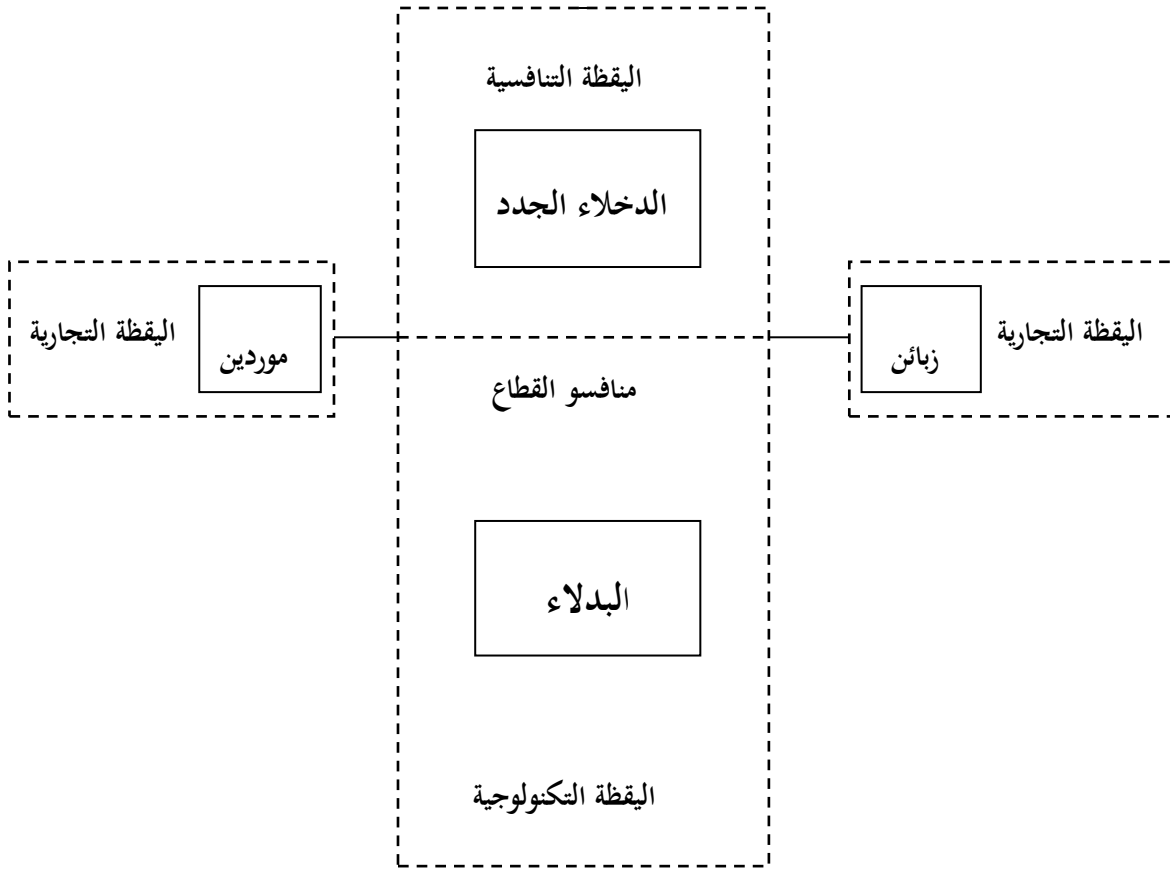 اليقظة التنافسية
الدخلاء الجدد
اليقظة التجارية
زبائن
موردين
اليقظة التجارية
منافسو القطاع
البدلاء
اليقظة التكنولوجية